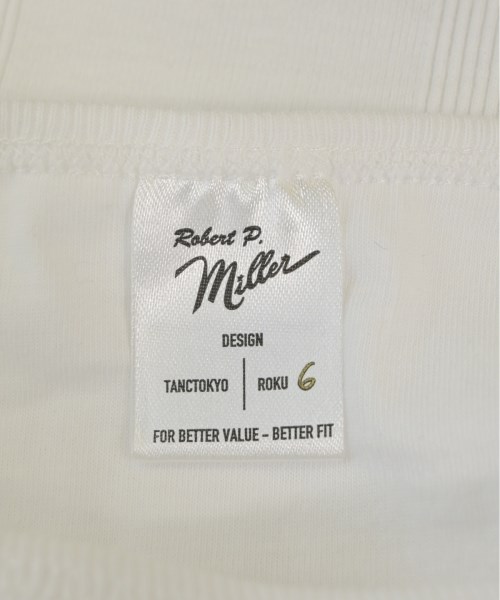 Robert P.
Miller
DESIGN
TANCTOKYO | ROKU 6
FOR BETTER VALUE – BETTER FIT